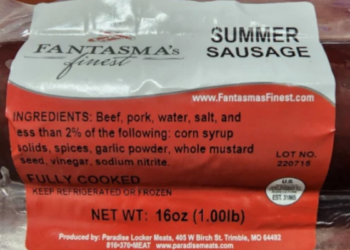 FANTASMA's
finest
SUMMER
SAUSAGE
www.FantasmasFinest.com
INGREDIENTS: Beef, pork, water, salt, and
less than 2% of the following: corn syrup
solids, spices, garlic powder, whole mustard
seed, vinegar, sodium nitrite.
FULLY COOKED
KEEP REFRIGERATED OR FROZEN
LOT NO.
220715
U.S.
EST.31865
NET WT: 16oz (1.00lb)
Produced by: Paradise Locker Meats, 405 W Birch St. Trimble, MO 64492
816•370•MEAT www.paradisemeats.com